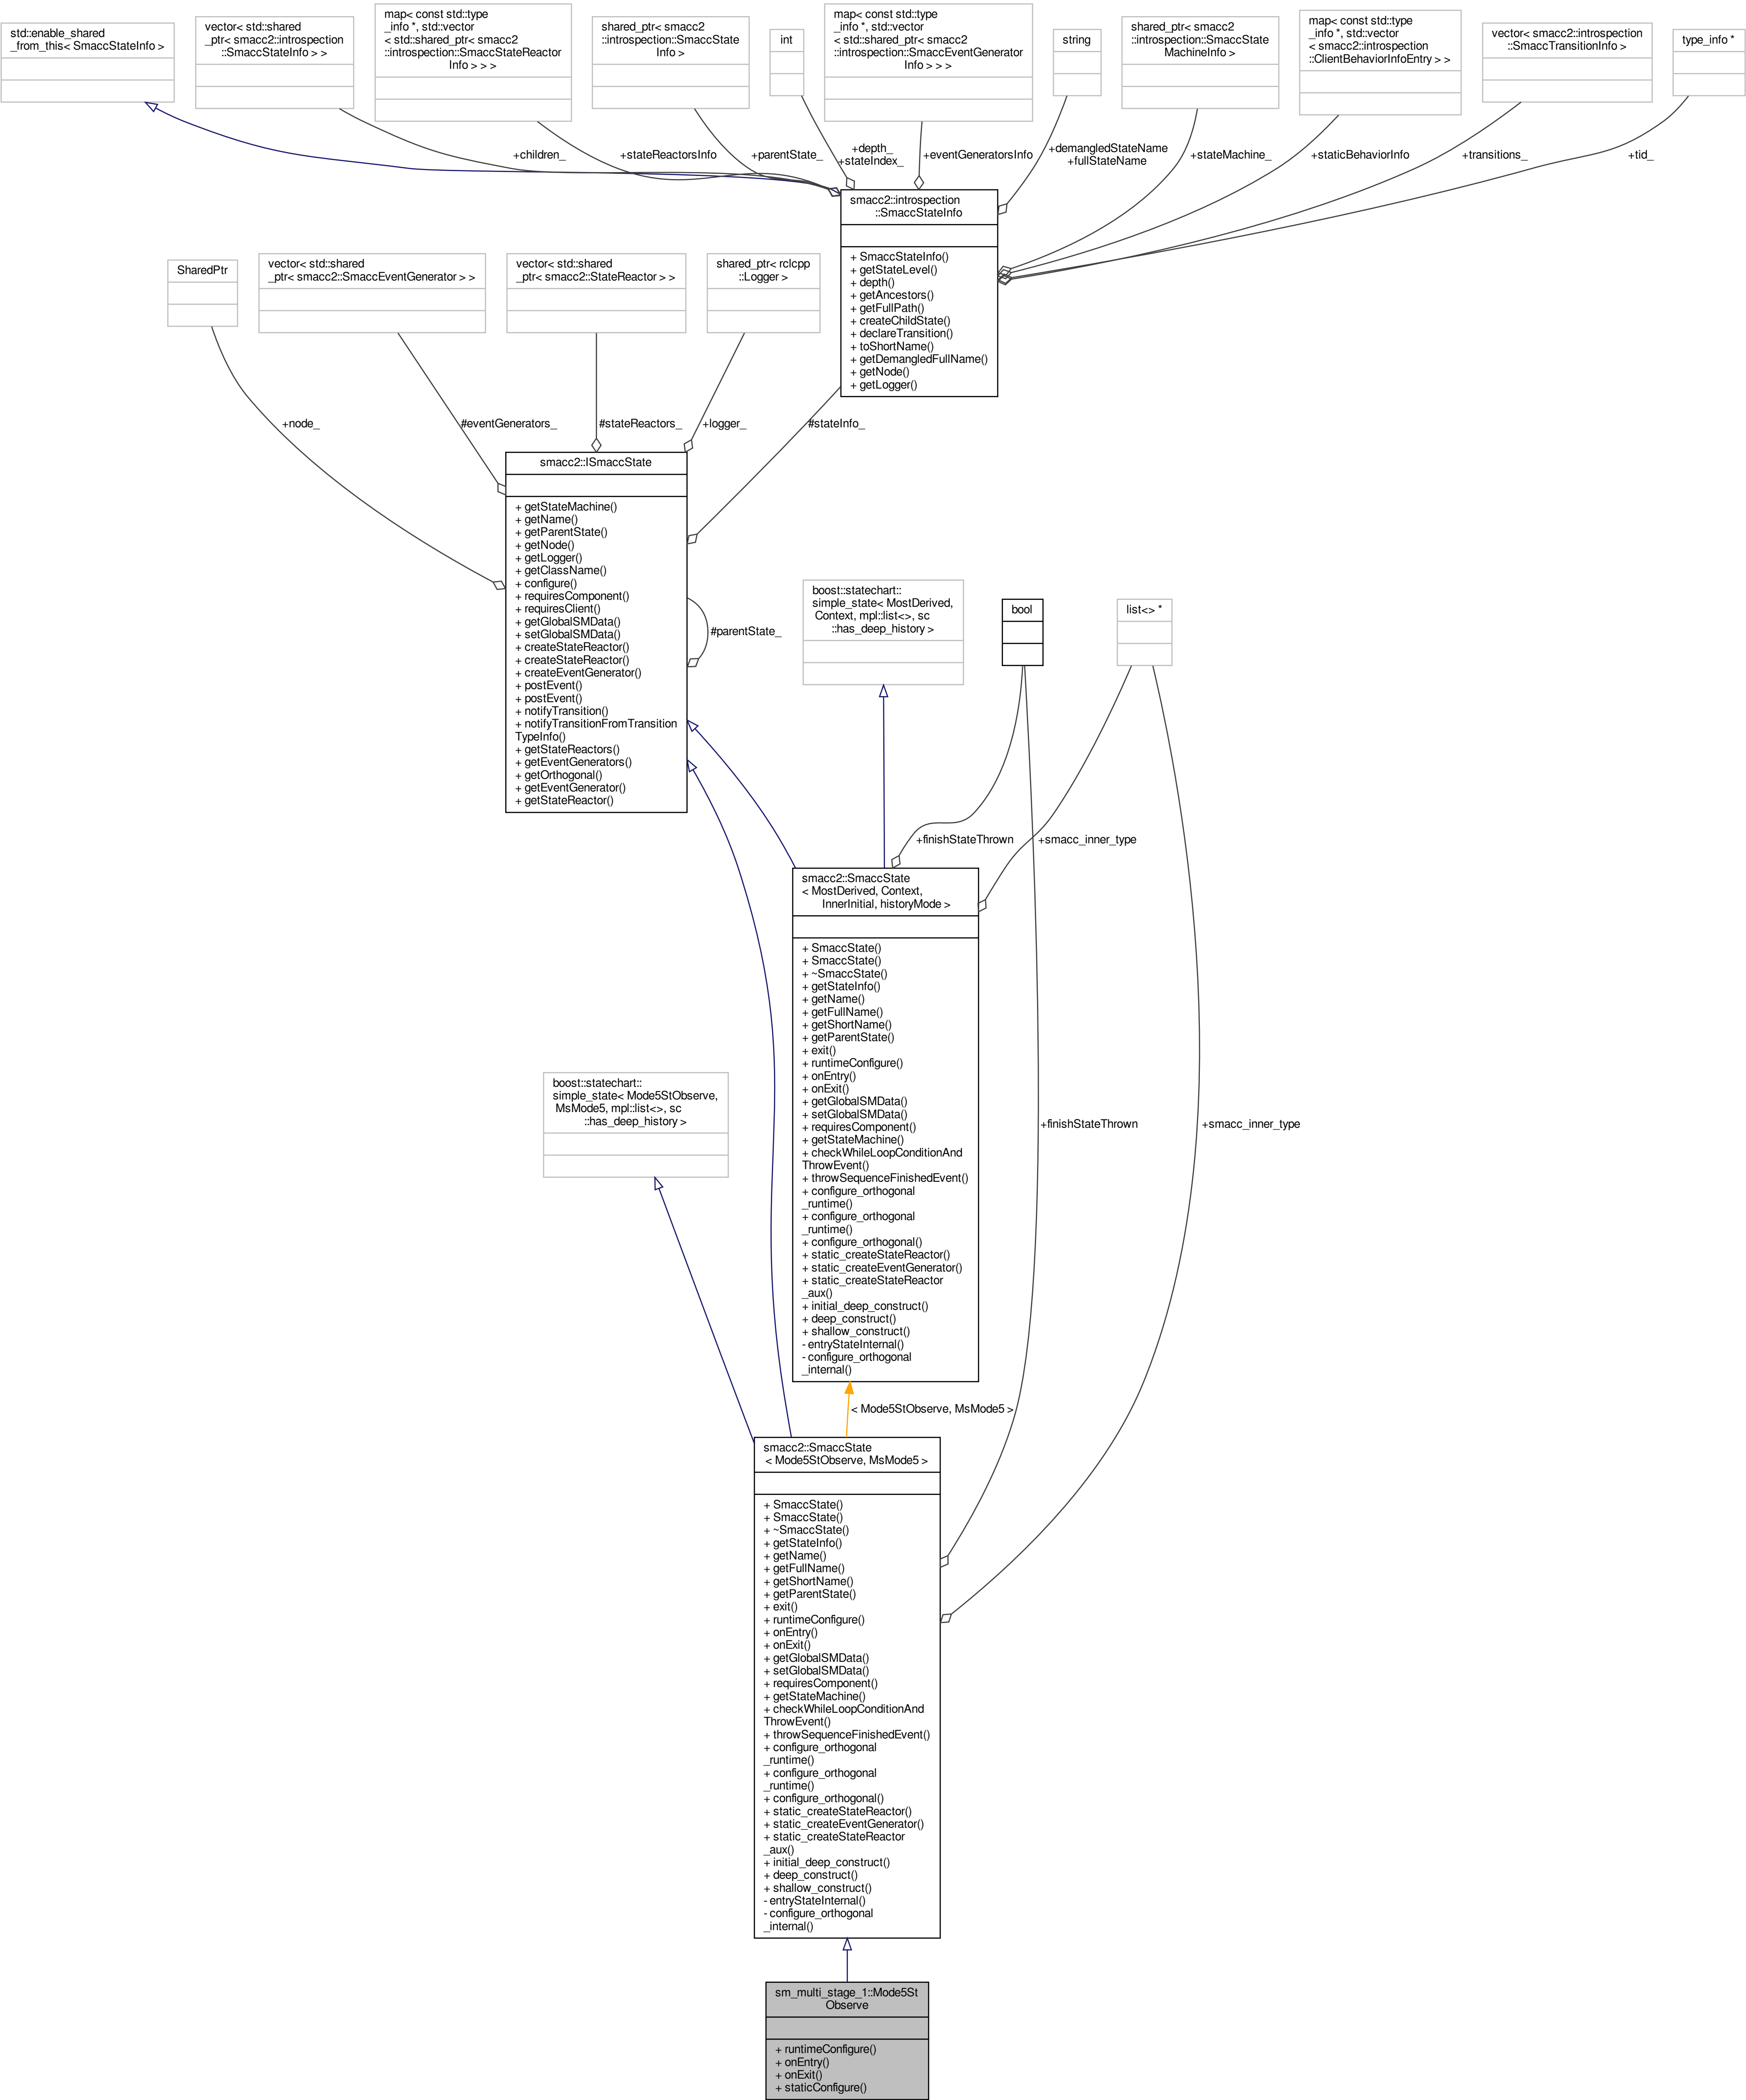 std::enable_shared
_from_this< SmaccStateInfo >
vector< std::shared
_ptr< smacc2::introspection
::SmaccStateInfo > >
map< const std::type
_info *, std::vector
< std::shared_ptr< smacc2
::introspection::SmaccStateReactor
Info > > >
shared_ptr< smacc2
::introspection::SmaccState
Info >
int
map< const std::type
_info *, std::vector
< std::shared_ptr< smacc2
::introspection::SmaccEventGenerator
Info > > >
string
shared_ptr< smacc2
::introspection::SmaccState
MachineInfo >
map< const std::type
_info *, std::vector
< smacc2::introspection
::ClientBehaviorInfoEntry > >
vector< smacc2::introspection
::SmaccTransitionInfo >
type_info *
+children_
+stateReactorsInfo
+parentState_
+depth_
+stateIndex_
+eventGeneratorsInfo
+demangledStateName
+fullStateName
+stateMachine_
+staticBehaviorInfo
+transitions_
+tid_
smacc2::introspection
::SmaccStateInfo
+ SmaccStateInfo()
+ getStateLevel()
+ depth()
+ getAncestors()
+ getFullPath()
+ createChildState()
+ declareTransition()
+ toShortName()
+ getDemangledFullName()
+ getNode()
+ getLogger()
SharedPtr
vector< std::shared
_ptr< smacc2::SmaccEventGenerator > >
vector< std::shared
_ptr< smacc2::StateReactor > >
shared_ptr< rclcpp
::Logger >
+node_
#eventGenerators_
#stateReactors_
+logger_
#stateInfo_
smacc2::ISmaccState
+ getStateMachine()
+ getName()
+ getParentState()
+ getNode()
+ getLogger()
+ getClassName()
+ configure()
+ requiresComponent()
+ requiresClient()
+ getGlobalSMData()
+ setGlobalSMData()
+ createStateReactor()
+ createStateReactor()
+ createEventGenerator()
+ postEvent()
+ postEvent()
+ notifyTransition()
+ notifyTransitionFromTransition
TypeInfo()
+ getStateReactors()
+ getEventGenerators()
+ getOrthogonal()
+ getEventGenerator()
+ getStateReactor()
#parentState_
boost::statechart::
simple_state< MostDerived,
Context, mpl::list<>, sc
::has_deep_history >
bool
list<> *
+finishStateThrown
+smacc_inner_type
smacc2::SmaccState
< MostDerived, Context,
InnerInitial, historyMode >
+ SmaccState()
+ SmaccState()
+ ~SmaccState()
+ getStateInfo()
+ getName()
+ getFullName()
+ getShortName()
+ getParentState()
+ exit()
+ runtimeConfigure()
+ onEntry()
+ onExit()
+ getGlobalSMData()
+ setGlobalSMData()
+ requiresComponent()
+ getStateMachine()
+ checkWhileLoopConditionAnd
ThrowEvent()
+ throwSequenceFinishedEvent()
+ configure_orthogonal
_runtime()
+ configure_orthogonal
_runtime()
+ configure_orthogonal()
+ static_createStateReactor()
+ static_createEventGenerator()
+ static_createStateReactor
_aux()
+ initial_deep_construct()
+ deep_construct()
+ shallow_construct()
- entryStateInternal()
- configure_orthogonal
_internal()
boost::statechart::
simple_state< Mode5StObserve,
MsMode5, mpl::list<>, sc
::has_deep_history >
+finishStateThrown
+smacc_inner_type
< Mode5StObserve, MsMode5 >
smacc2::SmaccState
< Mode5StObserve, MsMode5 >
+ SmaccState()
+ SmaccState()
+ ~SmaccState()
+ getStateInfo()
+ getName()
+ getFullName()
+ getShortName()
+ getParentState()
+ exit()
+ runtimeConfigure()
+ onEntry()
+ onExit()
+ getGlobalSMData()
+ setGlobalSMData()
+ requiresComponent()
+ getStateMachine()
+ checkWhileLoopConditionAnd
ThrowEvent()
+ throwSequenceFinishedEvent()
+ configure_orthogonal
_runtime()
+ configure_orthogonal
_runtime()
+ configure_orthogonal()
+ static_createStateReactor()
+ static_createEventGenerator()
+ static_createStateReactor
_aux()
+ initial_deep_construct()
+ deep_construct()
+ shallow_construct()
- entryStateInternal()
- configure_orthogonal
_internal()
sm_multi_stage_1::Mode5St
Observe
+ runtimeConfigure()
+ onEntry()
+ onExit()
+ staticConfigure()